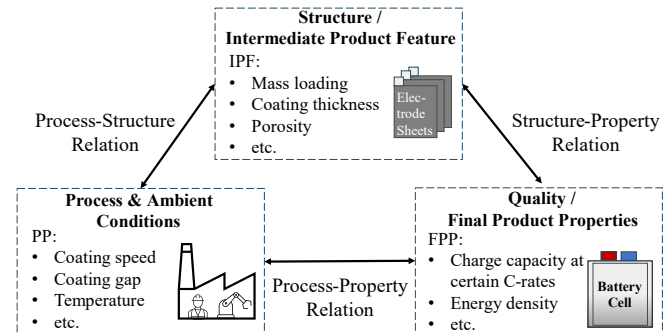 Structure /
Intermediate Product Feature
IPF:
• Mass loading
• Coating thickness
• Porosity
• etc.
Elec-
trode
Sheets
Process-Structure
Relation
Structure-Property
Relation
Process & Ambient
Conditions
PP:
• Coating speed
• Coating gap
• Temperature
• etc.
Process-Property
Relation
Quality /
Final Product Properties
FPP:
• Charge capacity at
certain C-rates
• Energy density
• etc.
Battery
Cell